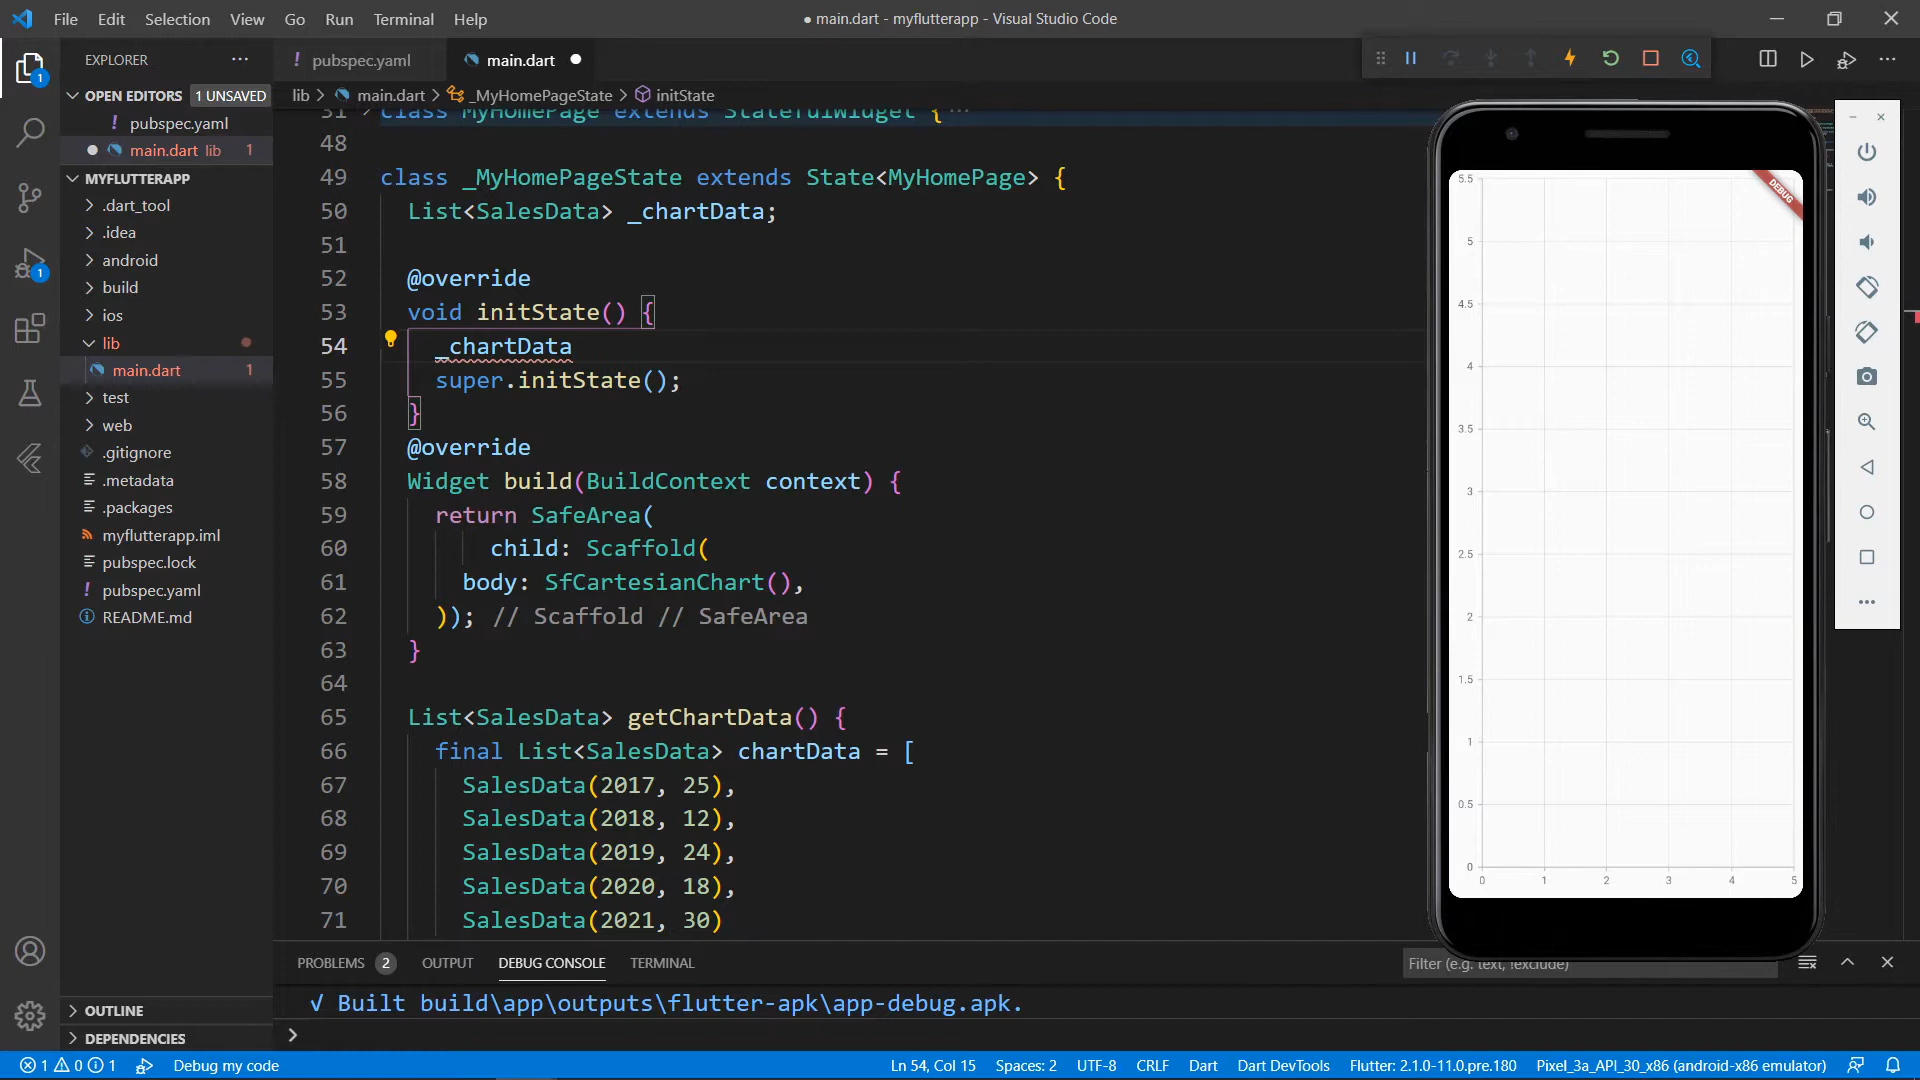 File Edit Selection View Go Run Terminal Help
● main.dart - myflutterapp - Visual Studio Code
EXPLORER
OPEN EDITORS 1 UNSAVED
! pubspec.yaml
main.dart lib 1
MYFLUTTERAPP
.dart_tool
.idea
android
build
ios
lib
main.dart 1
test
web
.gitignore
.metadata
.packages
myflutterapp.iml
pubspec.lock
! pubspec.yaml
README.md
OUTLINE
DEPENDENCIES
1
1
! pubspec.yaml
main.dart
lib > main.dart > _MyHomePageState > initState
31 class MyHomePage extends StatefulWidget {
48
49 class _MyHomePageState extends State<MyHomePage> {
50 List<SalesData> _chartData;
51
52 @override
53 void initState() {
54 _chartData
55 super.initState();
56 }
57 @override
58 Widget build(BuildContext context) {
59 return SafeArea(
60 child: Scaffold(
61 body: SfCartesianChart(),
62 )); // Scaffold // SafeArea
63 }
64
65 List<SalesData> getChartData() {
66 final List<SalesData> chartData = [
67 SalesData(2017, 25),
68 SalesData(2018, 12),
69 SalesData(2019, 24),
70 SalesData(2020, 18),
71 SalesData(2021, 30)
DEBUG
5.5
5
4.5
4
3.5
3
2.5
2
1.5
1
0.5
0
0 1 2 3 4 5
PROBLEMS 2 OUTPUT DEBUG CONSOLE TERMINAL
Filter (e.g. text, !exclude)
√ Built build\app\outputs\flutter-apk\app-debug.apk.
>
1 0 1 Debug my code
Ln 54, Col 15 Spaces: 2 UTF-8 CRLF Dart Dart DevTools Flutter: 2.1.0-11.0.pre.180 Pixel_3a_API_30_x86 (android-x86 emulator)